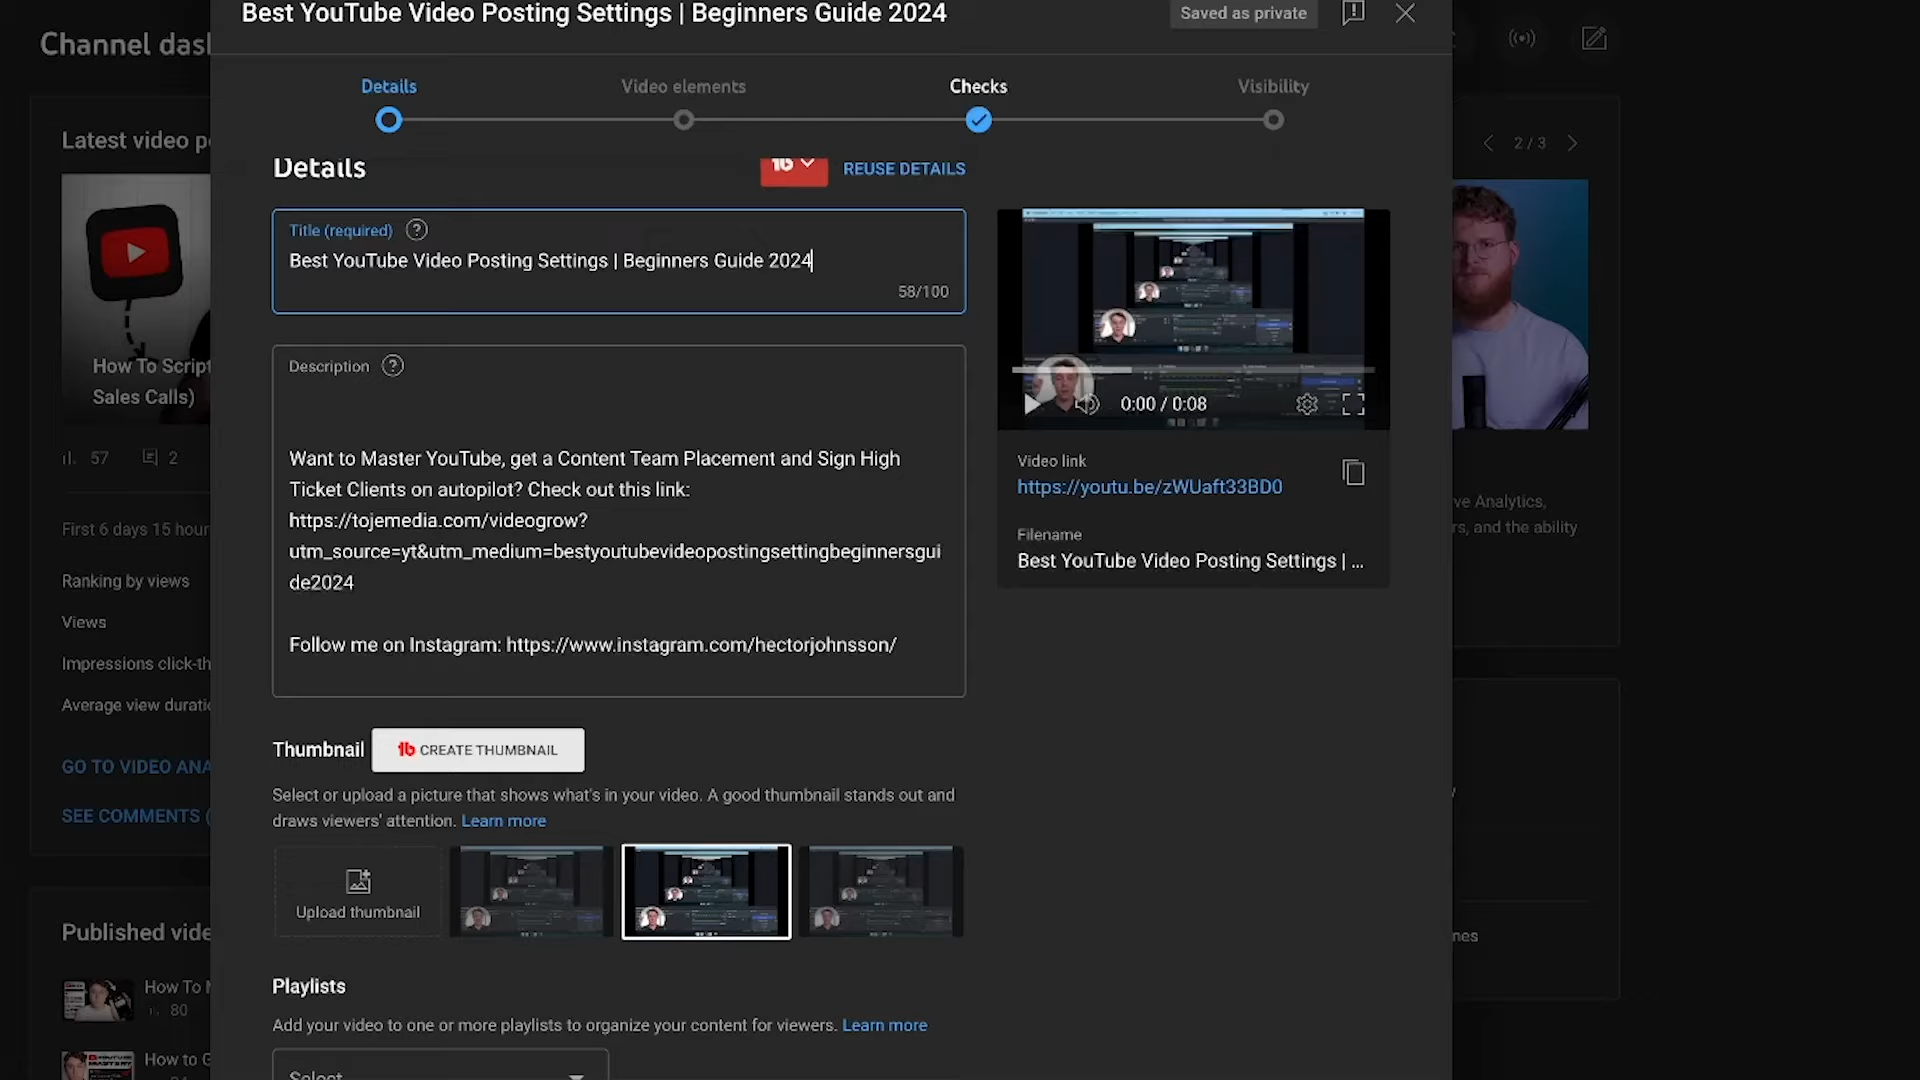 Best YouTube Video Posting Settings | Beginners Guide 2024
Saved as private
Channel das
Details
Video elements
Checks
Visibility
Details
REUSE DETAILS
Title (required)
Best YouTube Video Posting Settings | Beginners Guide 2024
58/100
Description
Want to Master YouTube, get a Content Team Placement and Sign High
Ticket Clients on autopilot? Check out this link:
https://tojemedia.com/videogrow?
utm_source=yt&utm_medium=bestyoutubevideopostingsettingbeginnersgui
de2024
Follow me on Instagram: https://www.instagram.com/hectorjohnsson/
Thumbnail
CREATE THUMBNAIL
Select or upload a picture that shows what's in your video. A good thumbnail stands out and
draws viewers' attention. Learn more
Upload thumbnail
Playlists
Add your video to one or more playlists to organize your content for viewers. Learn more
Select
0:00 / 0:08
Video link
https://youtu.be/zWUaft33BD0
Filename
Best YouTube Video Posting Settings | ...
Latest video p
How To Script
Sales Calls)
57
2
First 6 days 15 hour
Ranking by views
Views
Impressions click-th
Average view durati
GO TO VIDEO ANA
SEE COMMENTS (
Published vide
How To
80
How to G
2 / 3
ve Analytics,
rs, and the ability
nes